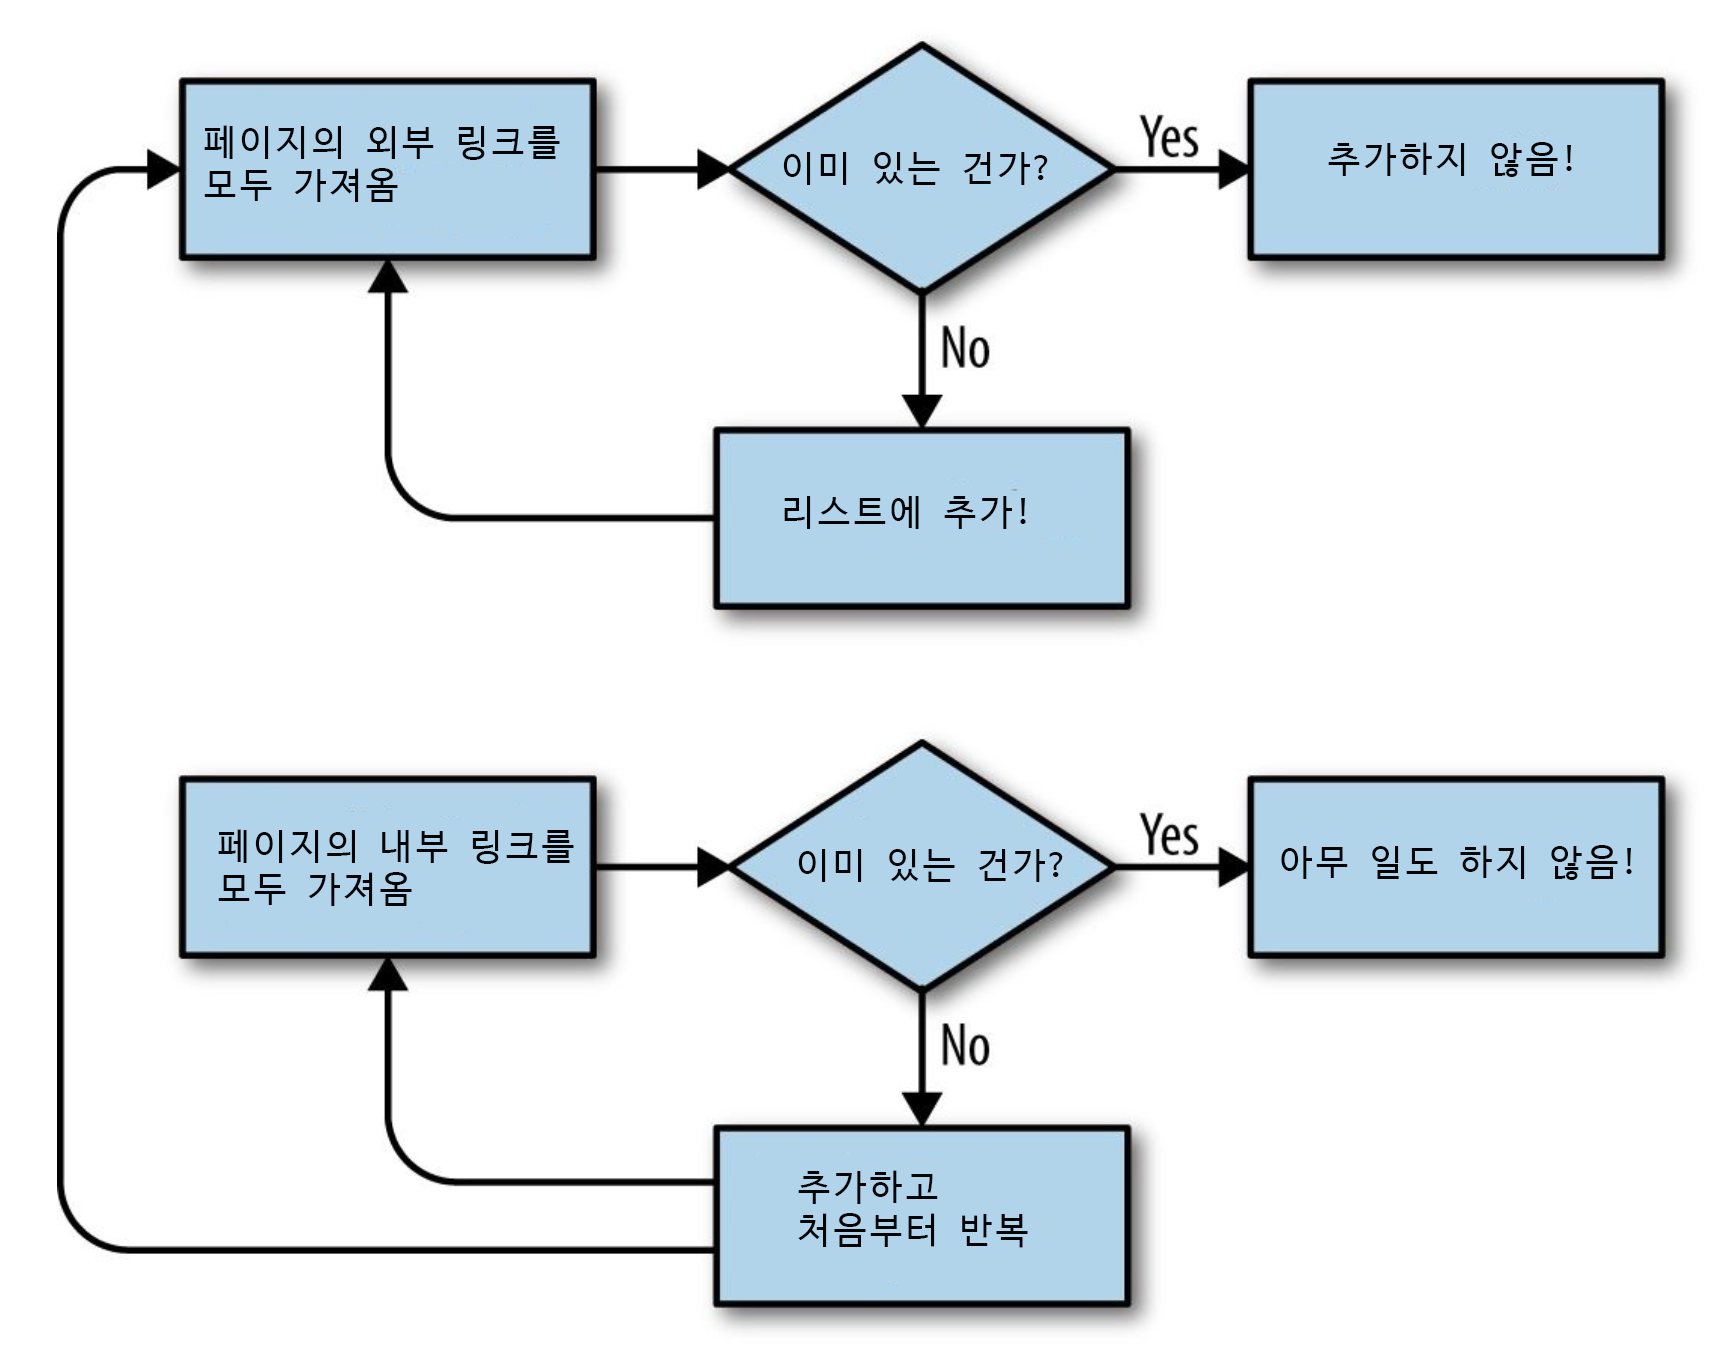 페이지의 외부 링크를
모두 가져옴
이미 있는 건가?
Yes
추가하지 않음!
No
리스트에 추가!
페이지의 내부 링크를
모두 가져옴
이미 있는 건가?
Yes
아무 일도 하지 않음!
No
추가하고
처음부터 반복